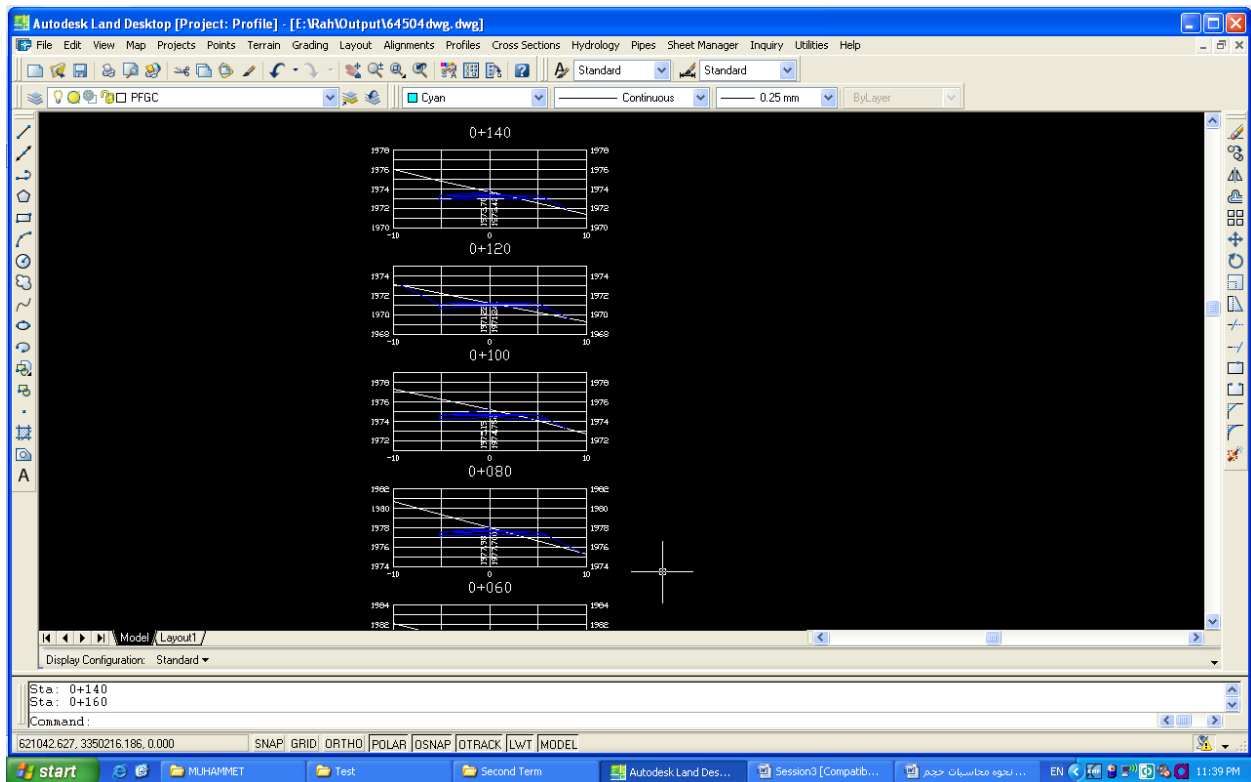 Autodesk Land Desktop [Project: Profile] - [E:\Rah\Output\64504dwg.dwg]
File Edit View Map Projects Points Terrain Grading Layout Alignments Profiles Cross Sections Hydrology Pipes Sheet Manager Inquiry Utilities Help
Standard Standard
PFGC Cyan Continuous 0.25 mm ByLayer
0+140
1978 1978
1976 1976
1974 1974
1972 1972
1970 1970
-10 0 10
0+120
1974 1974
1972 1972
1970 1970
1968 1968
-10 0 10
0+100
1978 1978
1976 1976
1974 1974
1972 1972
-10 0 10
0+080
1982 1982
1980 1980
1978 1978
1976 1976
1974 1974
-10 0 10
0+060
1984 1984
1982 1982
Model Layout1
Display Configuration: Standard
Sta: 0+140
Sta: 0+160
Command:
621042.627, 3350216.186, 0.000 SNAP GRID ORTHO POLAR OSNAP OTRACK LWT MODEL
start MUHAMMET Test Second Term Autodesk Land Des... Session3 [Compatib... نحوه محاسبات حجم ... EN 11:39 PM